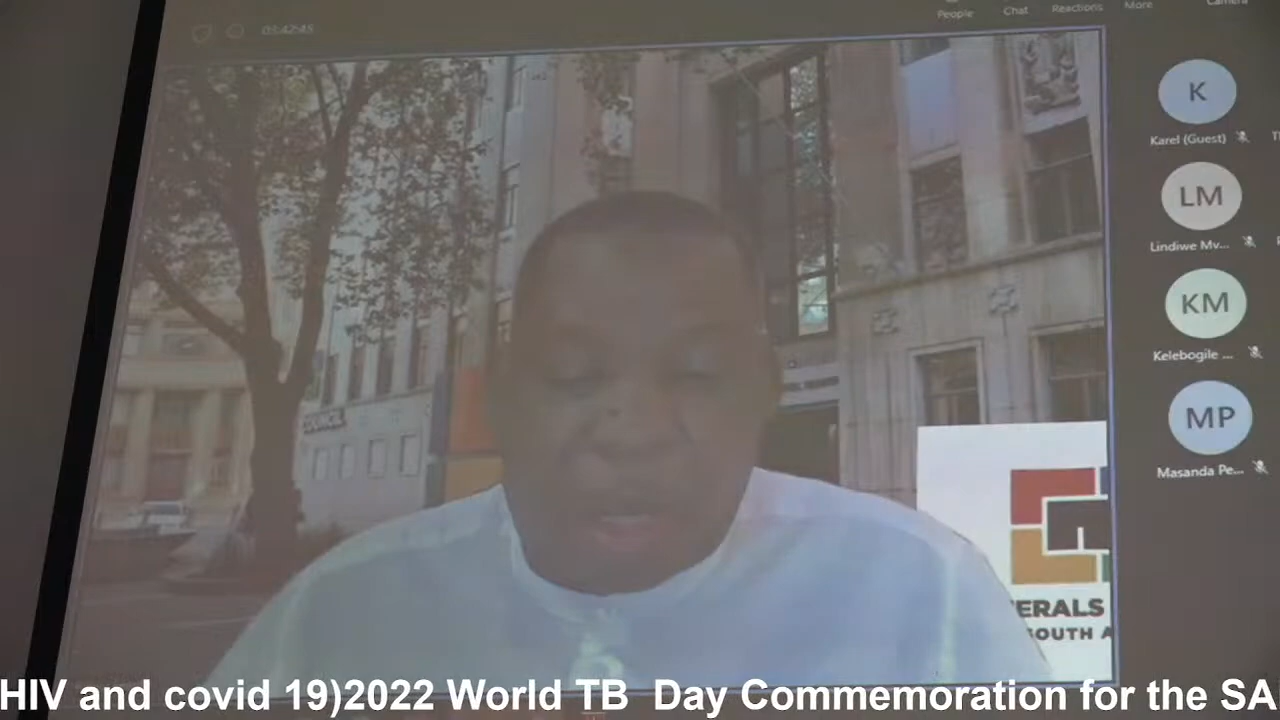 03:42:45
People
Chat
Reactions
More
Camera
K
Karel (Guest)
LM
Lindiwe Mv...
KM
Kelebogile ...
MP
Masanda Pe...
COUNCIL
ERALS
SOUTH A
HIV and covid 19)2022 World TB  Day Commemoration for the SA